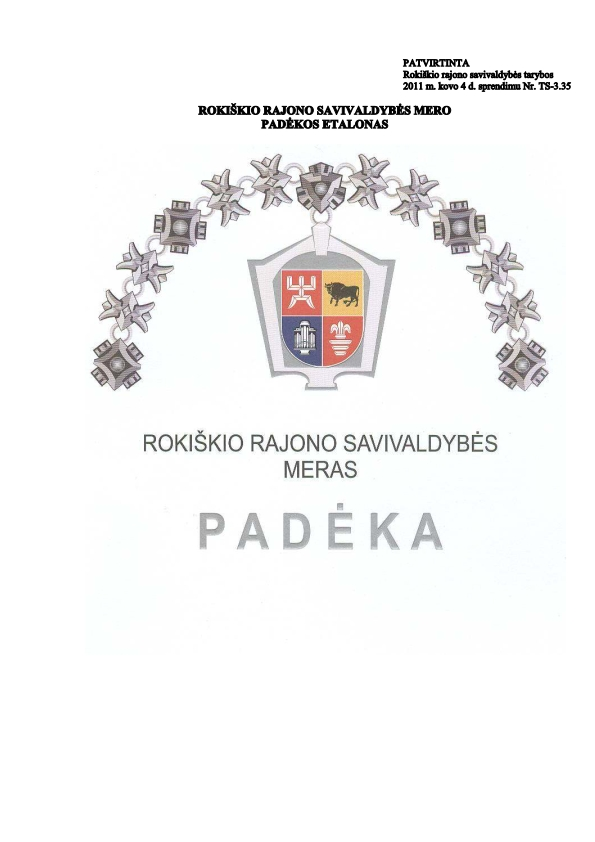 PATVIRTINTA
Rokiškio rajono savivaldybės tarybos
2011 m. kovo 4 d. sprendimu Nr. TS-3.35
ROKIŠKIO RAJONO SAVIVALDYBĖS MERO
PADĖKOS ETALONAS
ROKIŠKIO RAJONO SAVIVALDYBĖS
MERAS
PADĖKA